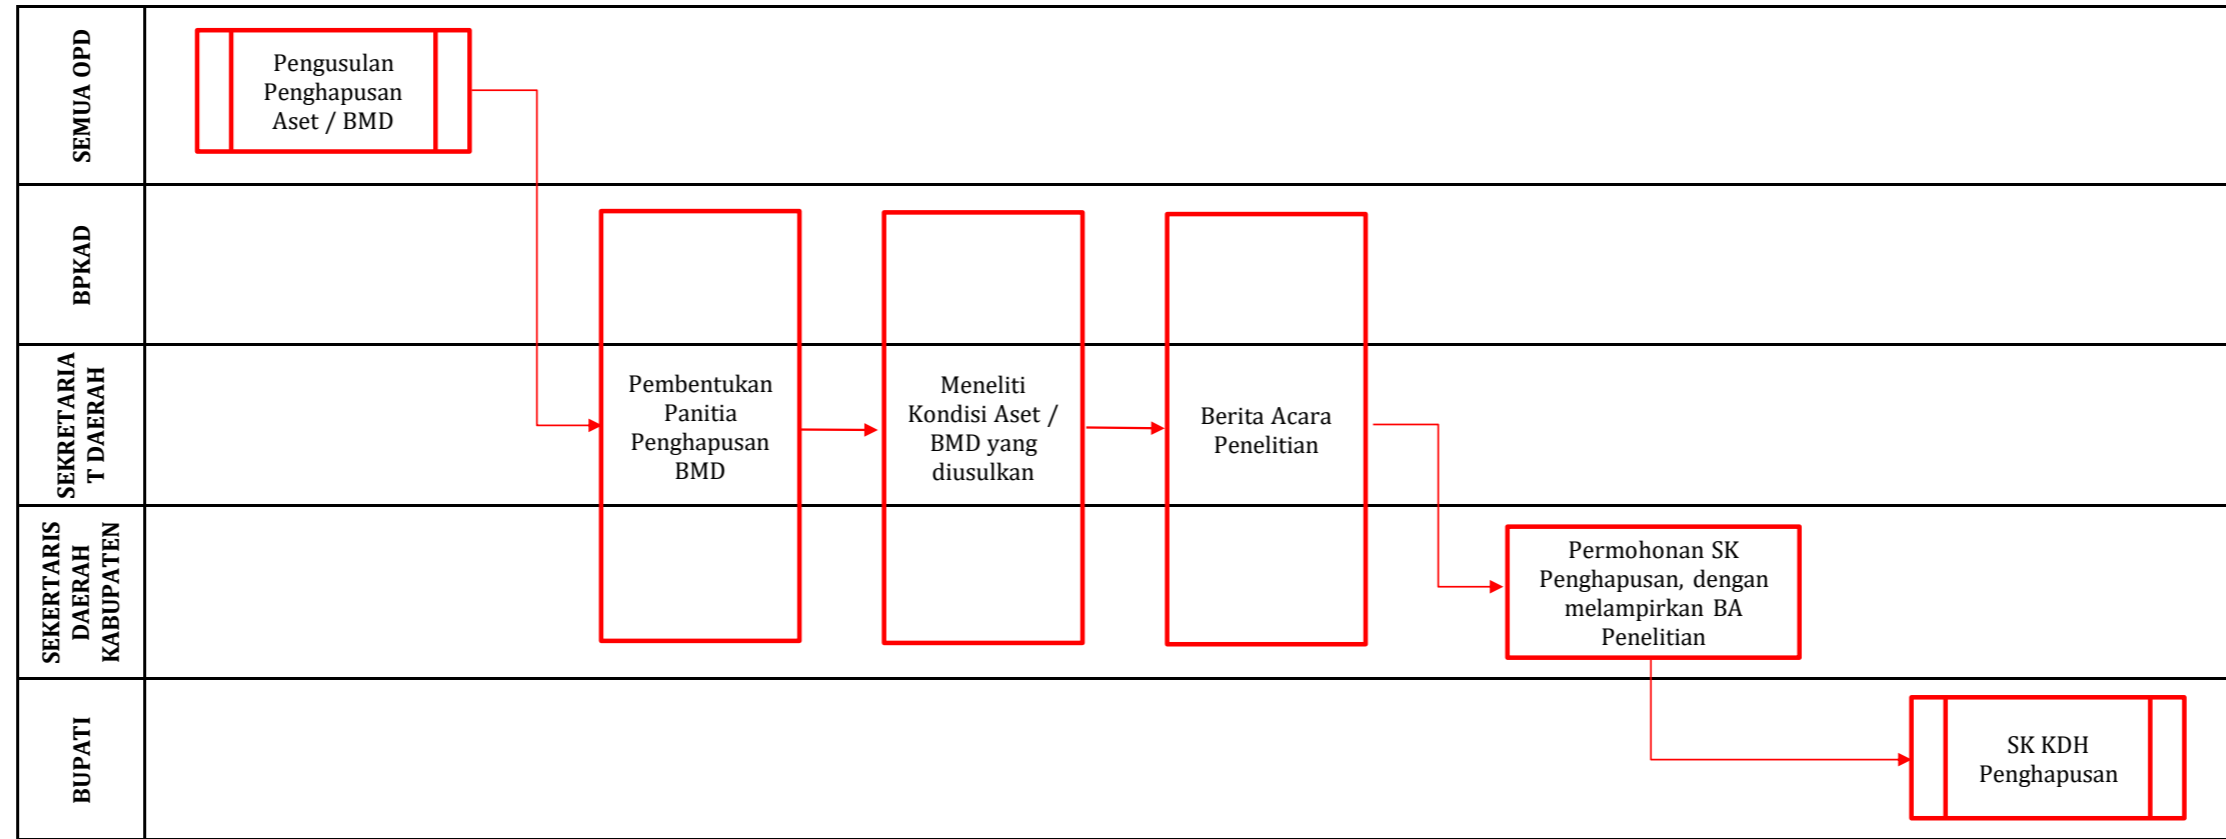 SEMUA OPD
Pengusulan
Penghapusan
Aset / BMD
BPKAD
SEKRETARIA
T DAERAH
Pembentukan
Panitia
Penghapusan
BMD
Meneliti
Kondisi Aset /
BMD yang
diusulkan
Berita Acara
Penelitian
SEKERTARIS
DAERAH
KABUPATEN
Permohonan SK
Penghapusan, dengan
melampirkan BA
Penelitian
BUPATI
SK KDH
Penghapusan